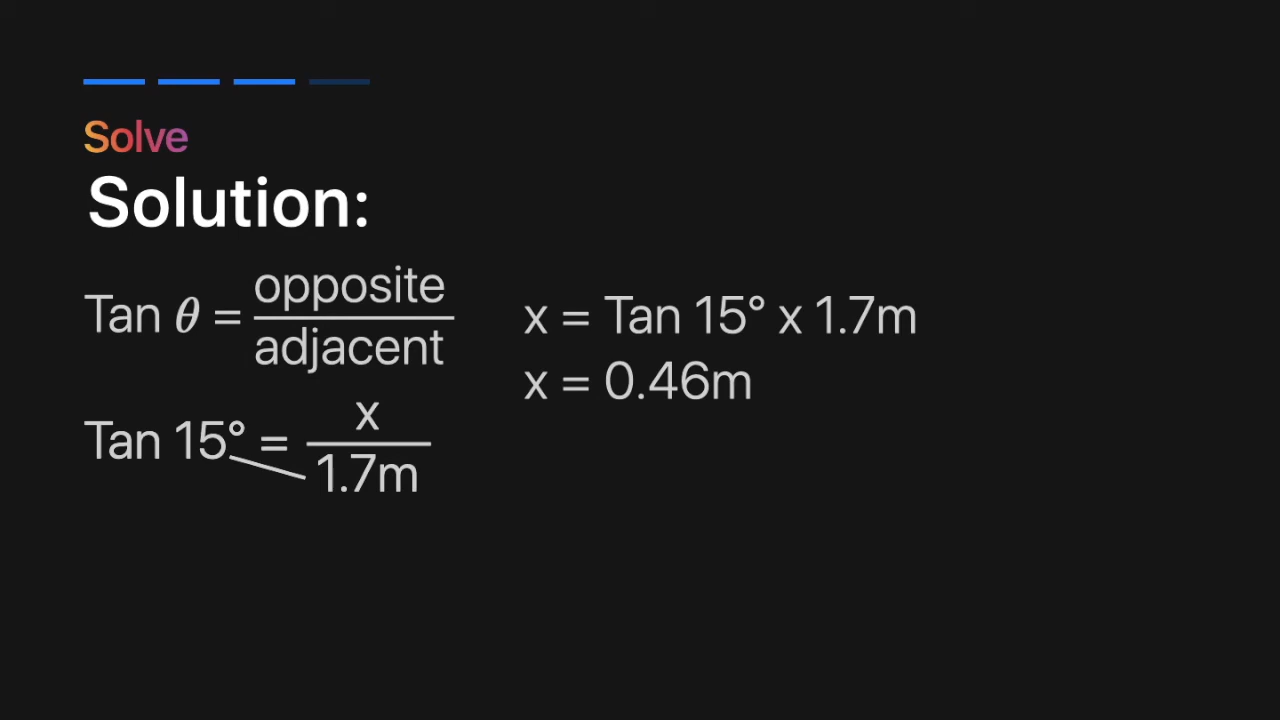 Solve
Solution:
Tan θ = opposite
adjacent
Tan 15° = x
1.7m
x = Tan 15° x 1.7m
x = 0.46m